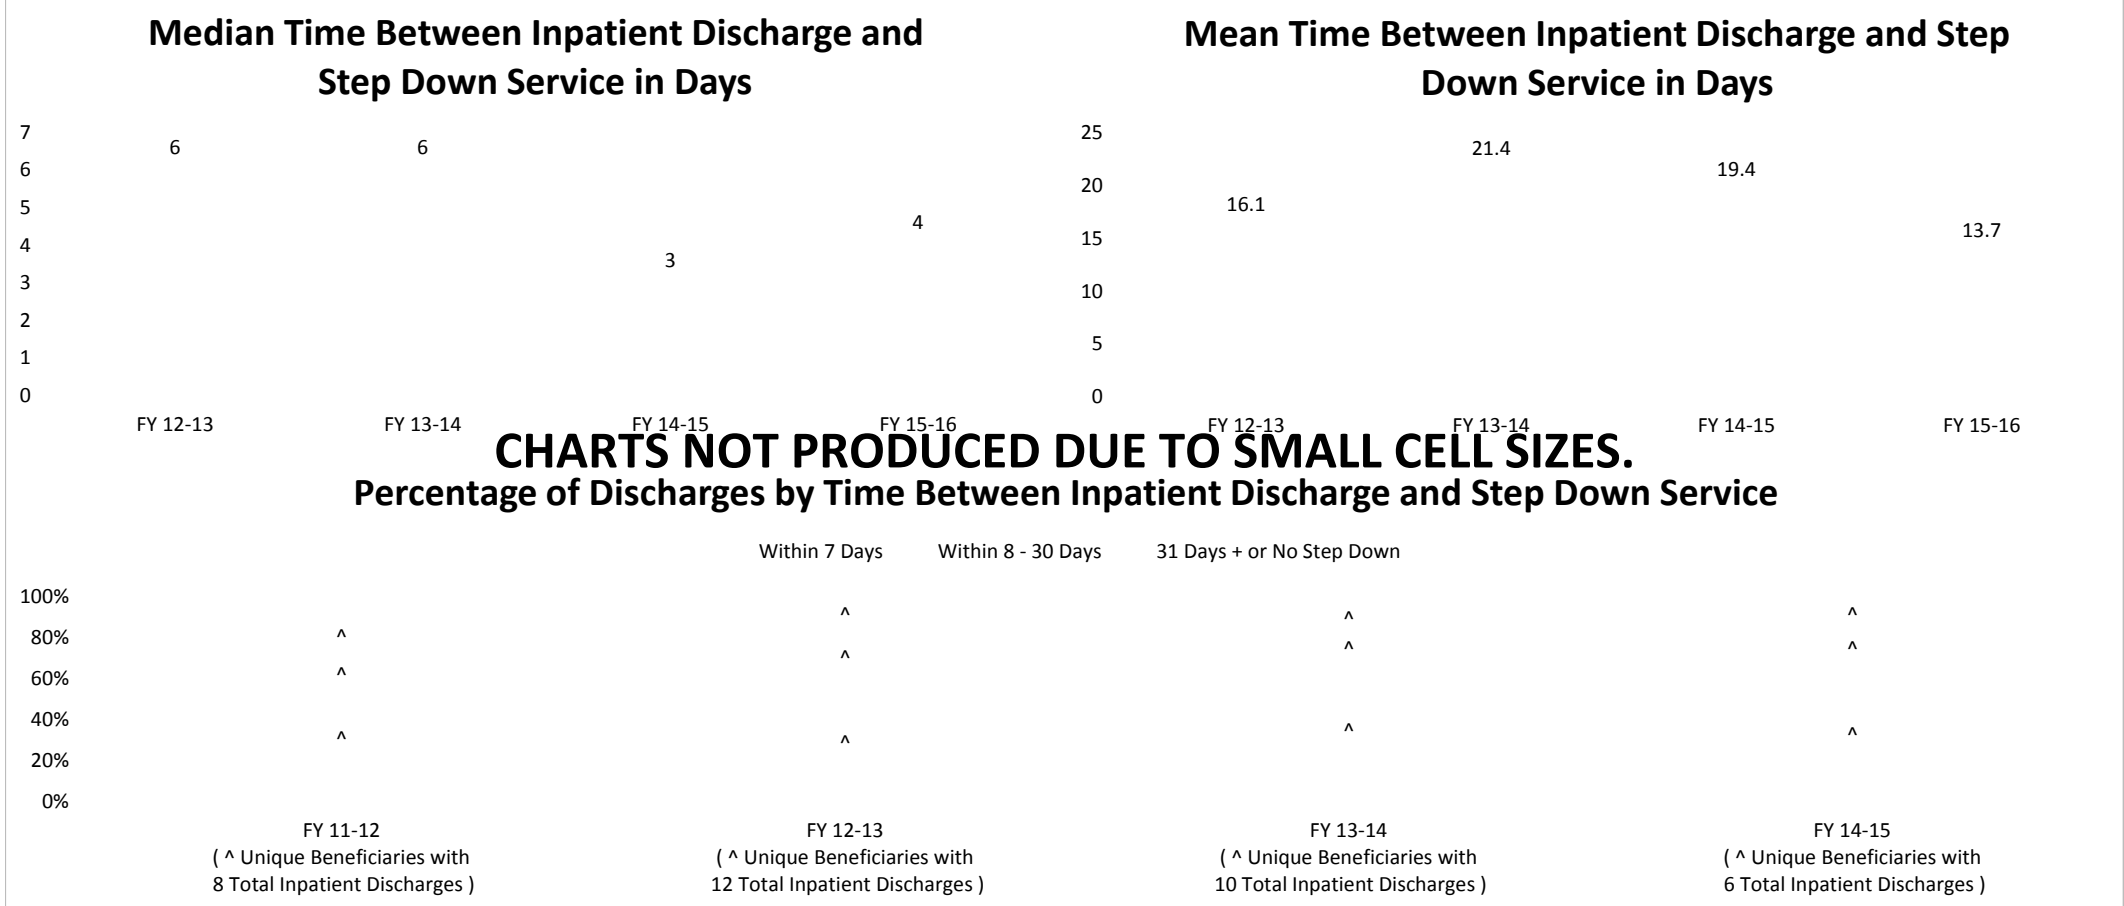 Median Time Between Inpatient Discharge and
Step Down Service in Days
7
6
5
4
3
2
1
0
6
6
3
4
FY 12-13
FY 13-14
FY 14-15
FY 15-16
Mean Time Between Inpatient Discharge and Step
Down Service in Days
25
20
15
10
5
0
16.1
21.4
19.4
13.7
FY 12-13
FY 13-14
FY 14-15
FY 15-16
CHARTS NOT PRODUCED DUE TO SMALL CELL SIZES.
Percentage of Discharges by Time Between Inpatient Discharge and Step Down Service
Within 7 Days
Within 8 - 30 Days
31 Days + or No Step Down
100%
80%
60%
40%
20%
0%
^
^
^
^
^
^
^
^
^
^
^
^
FY 11-12
( ^ Unique Beneficiaries with
8 Total Inpatient Discharges )
FY 12-13
( ^ Unique Beneficiaries with
12 Total Inpatient Discharges )
FY 13-14
( ^ Unique Beneficiaries with
10 Total Inpatient Discharges )
FY 14-15
( ^ Unique Beneficiaries with
6 Total Inpatient Discharges )